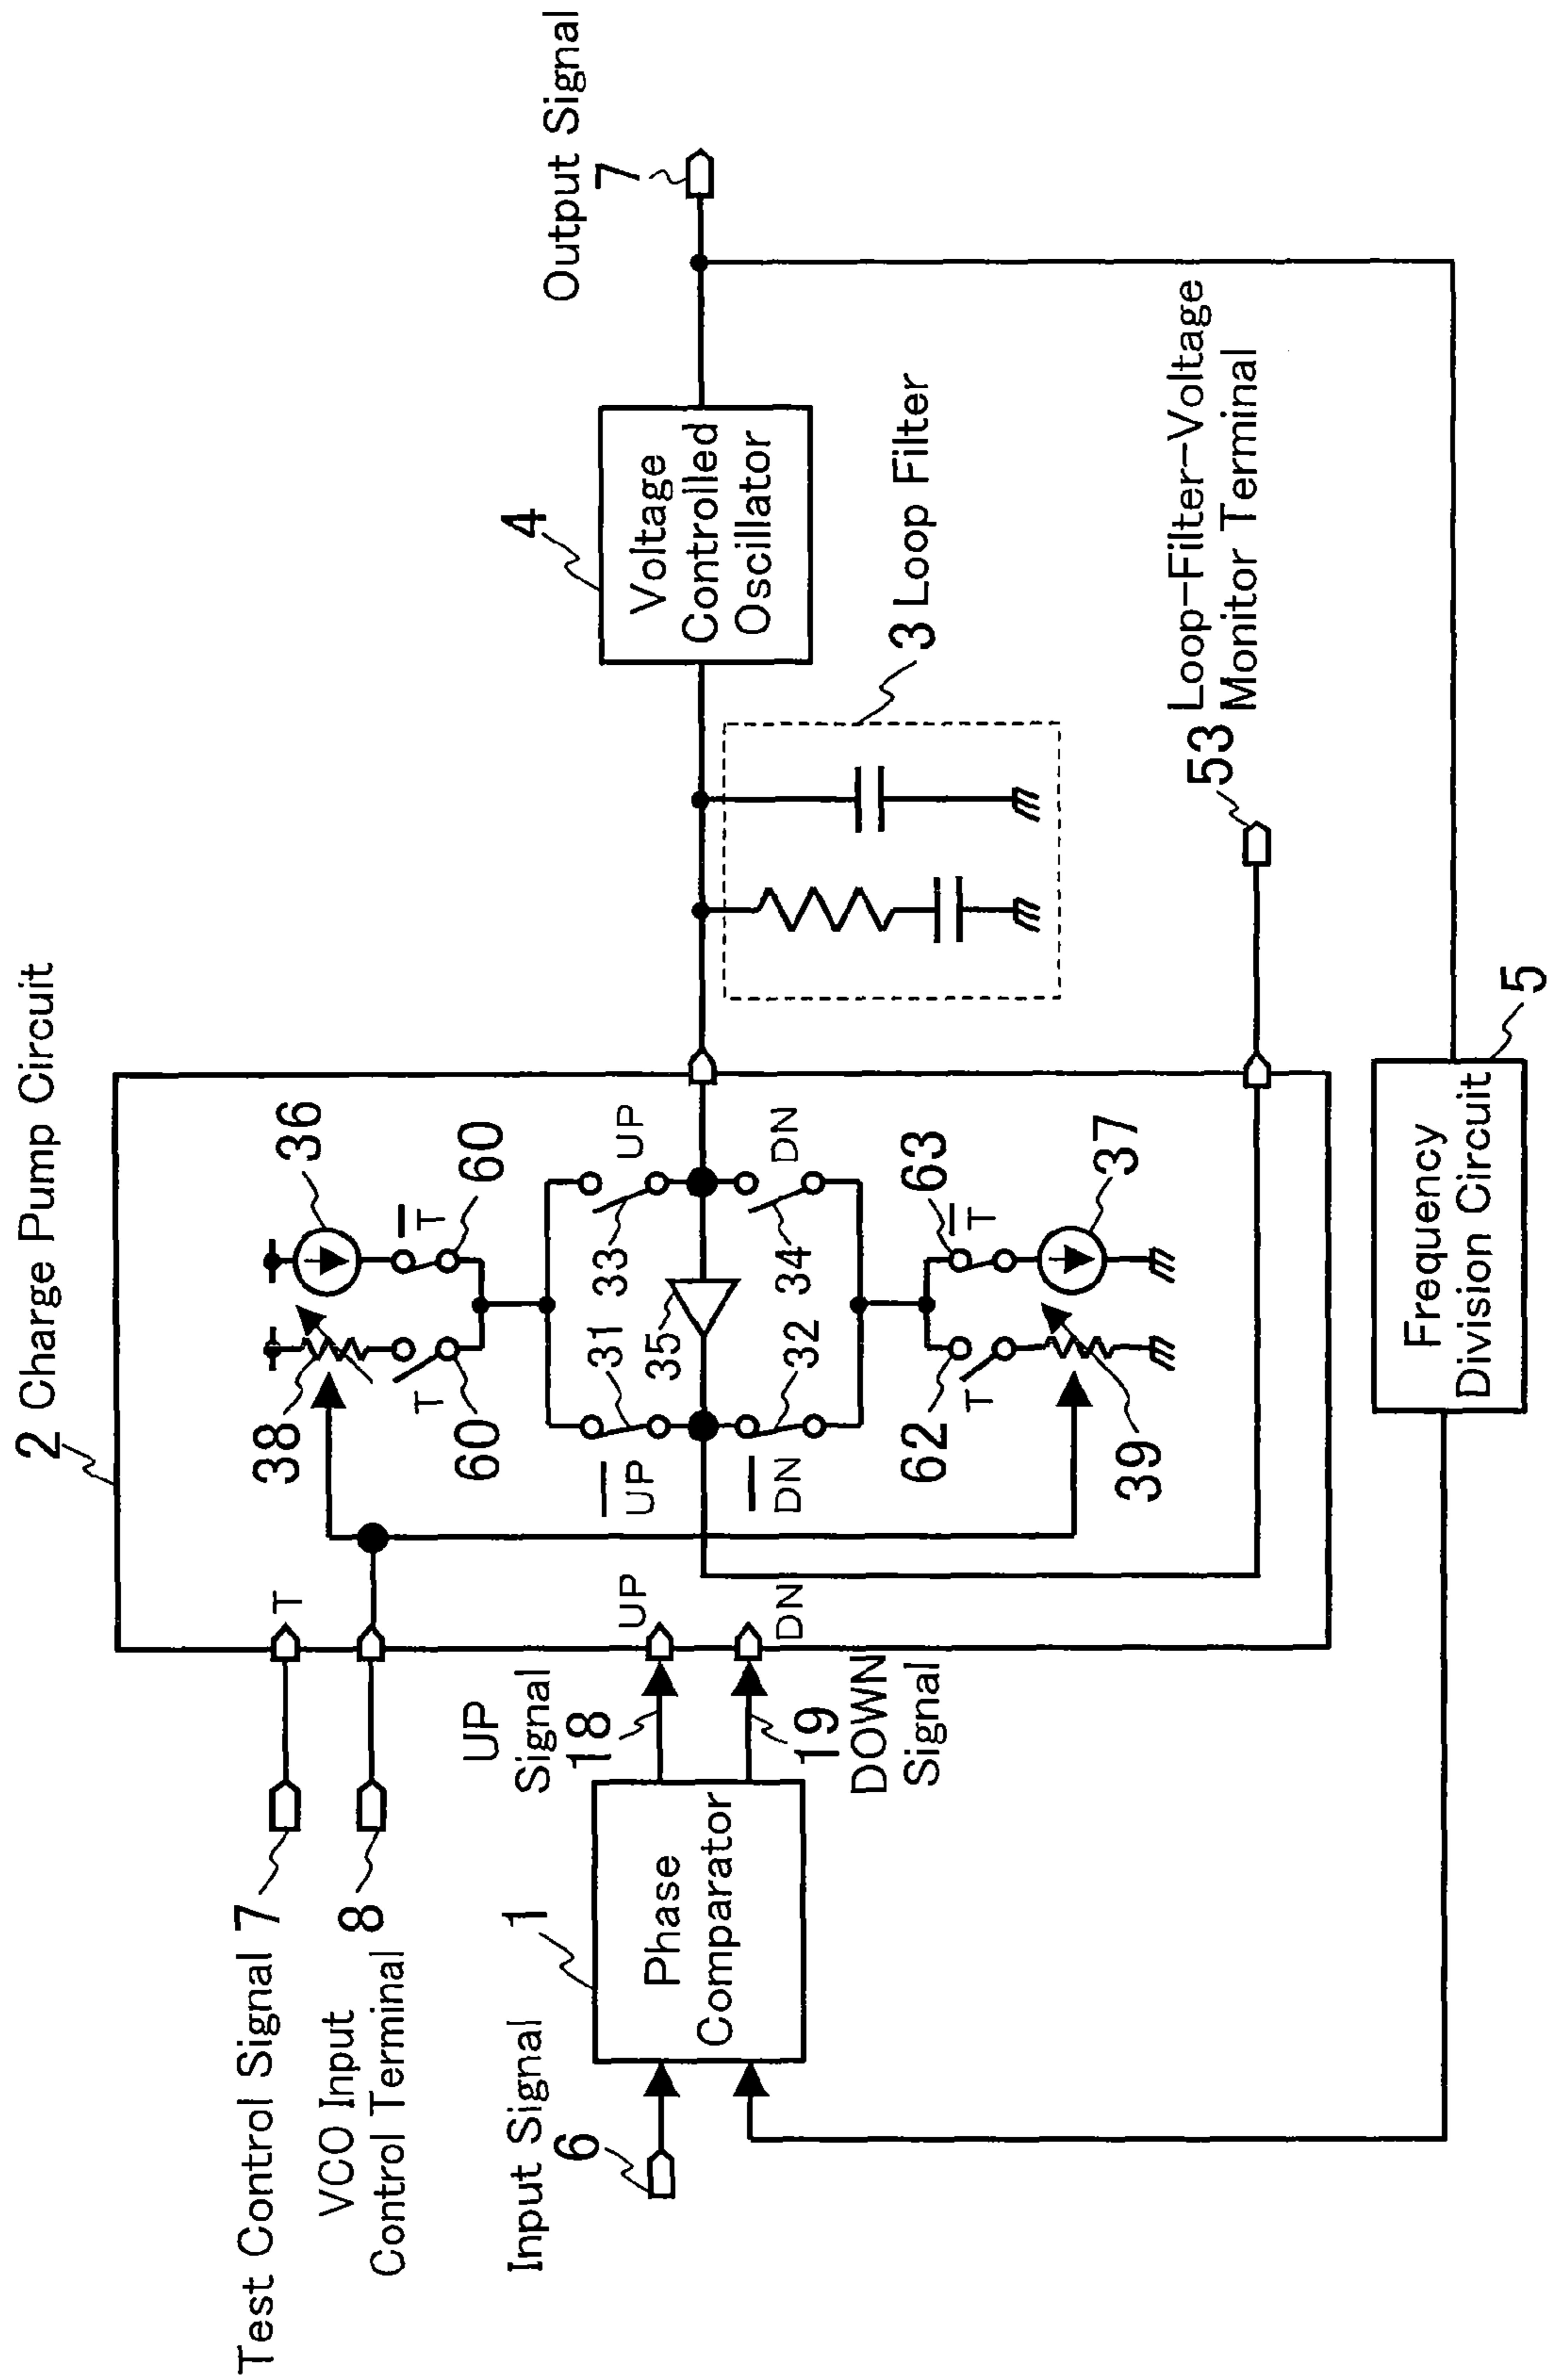 2 Charge Pump Circuit
Test Control Signal 7
T
VCO Input
Control Terminal
8
38
36
T
60
T
60
UP
Signal
18
UP
UP
31
33
UP
35
Input Signal
6
1
Phase
Comparator
19
DOWN
Signal
DN
DN
32
34
DN
62
T
63
T
39
37
4
Voltage
Controlled
Oscillator
Output Signal
7
3 Loop Filter
53
Loop-Filter-Voltage
Monitor Terminal
5
Frequency
Division Circuit